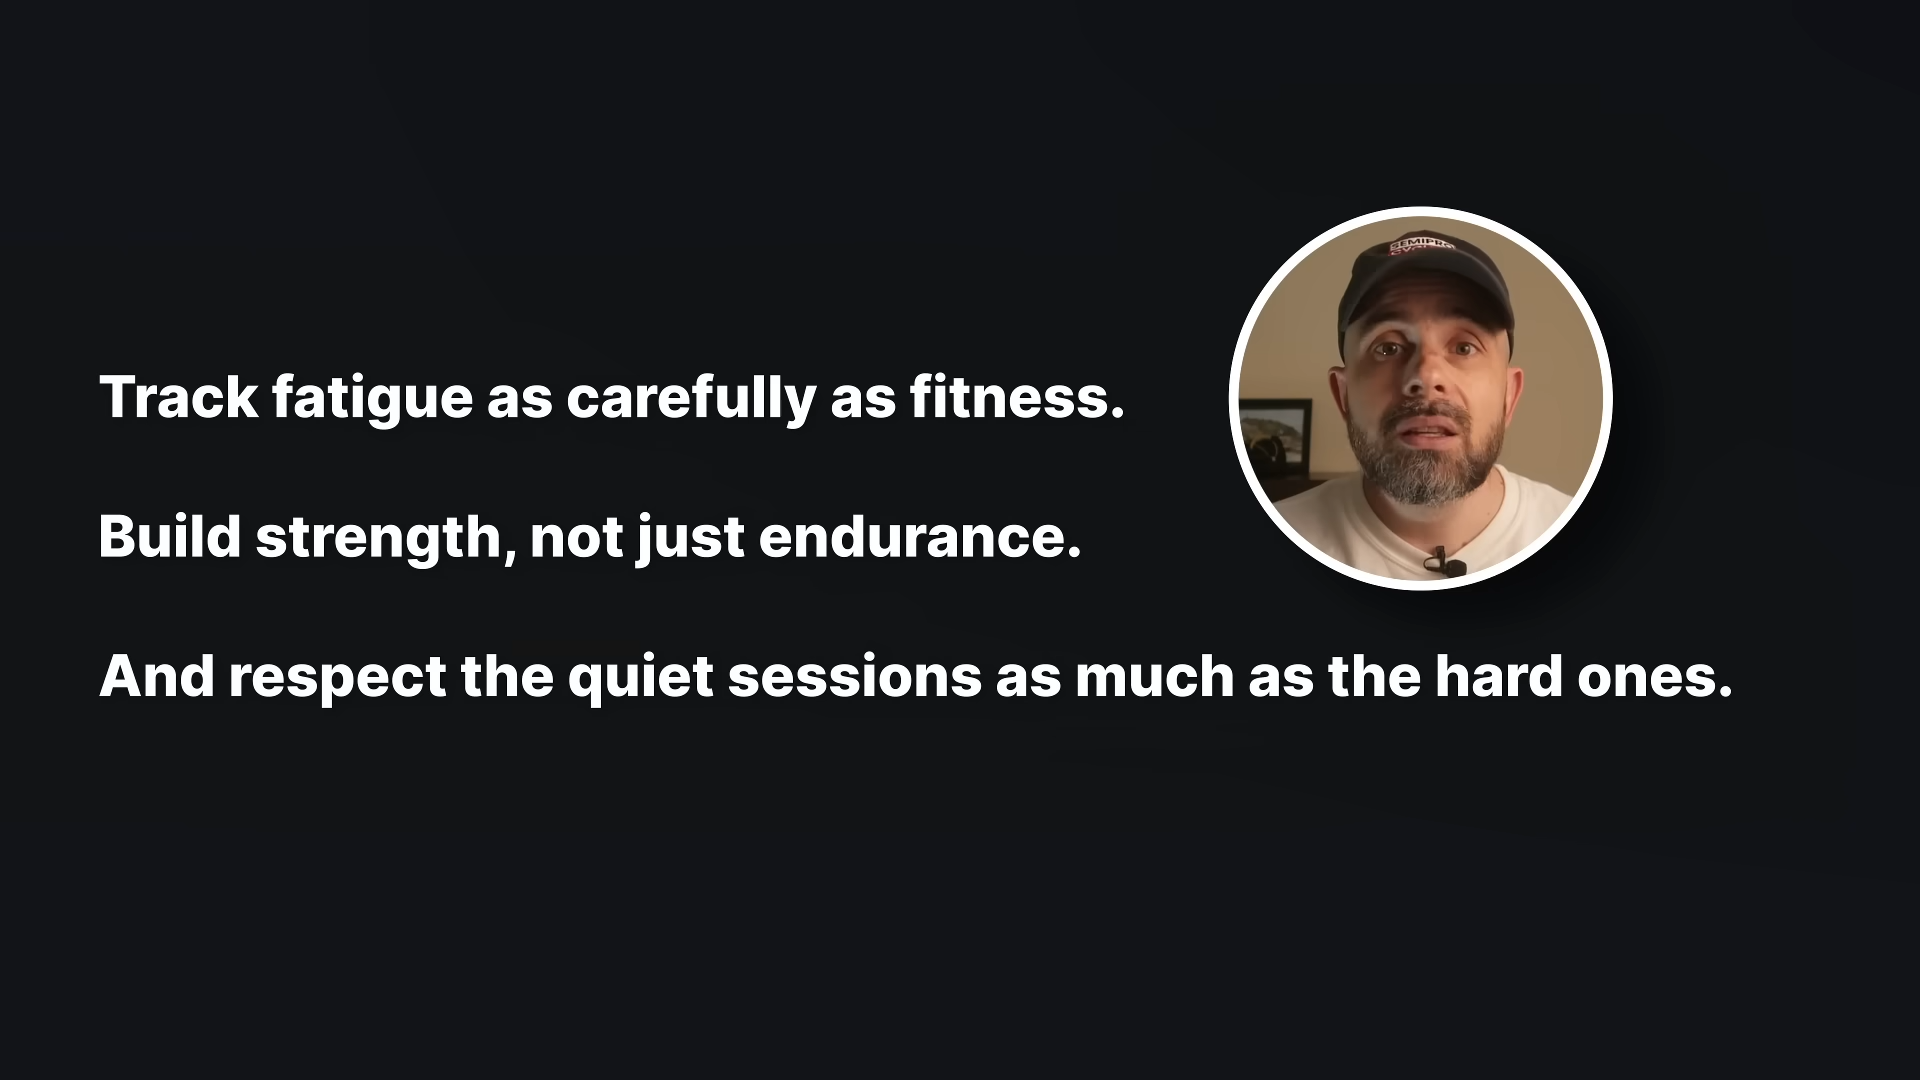 SEMIPRO
Track fatigue as carefully as fitness.
Build strength, not just endurance.
And respect the quiet sessions as much as the hard ones.